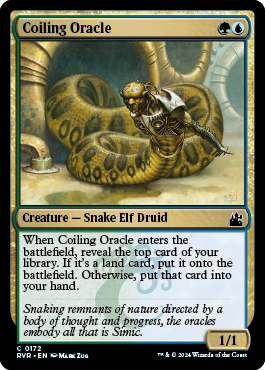 Coiling Oracle
Creature — Snake Elf Druid
When Coiling Oracle enters the
battlefield, reveal the top card of your
library. If it's a land card, put it onto the
battlefield. Otherwise, put that card into
your hand.
Snaking remnants of nature directed by a
body of thought and progress, the oracles
embody all that is Simic.
1/1
C 0172
RVR • EN Mark Zug
™ & © 2024 Wizards of the Coast